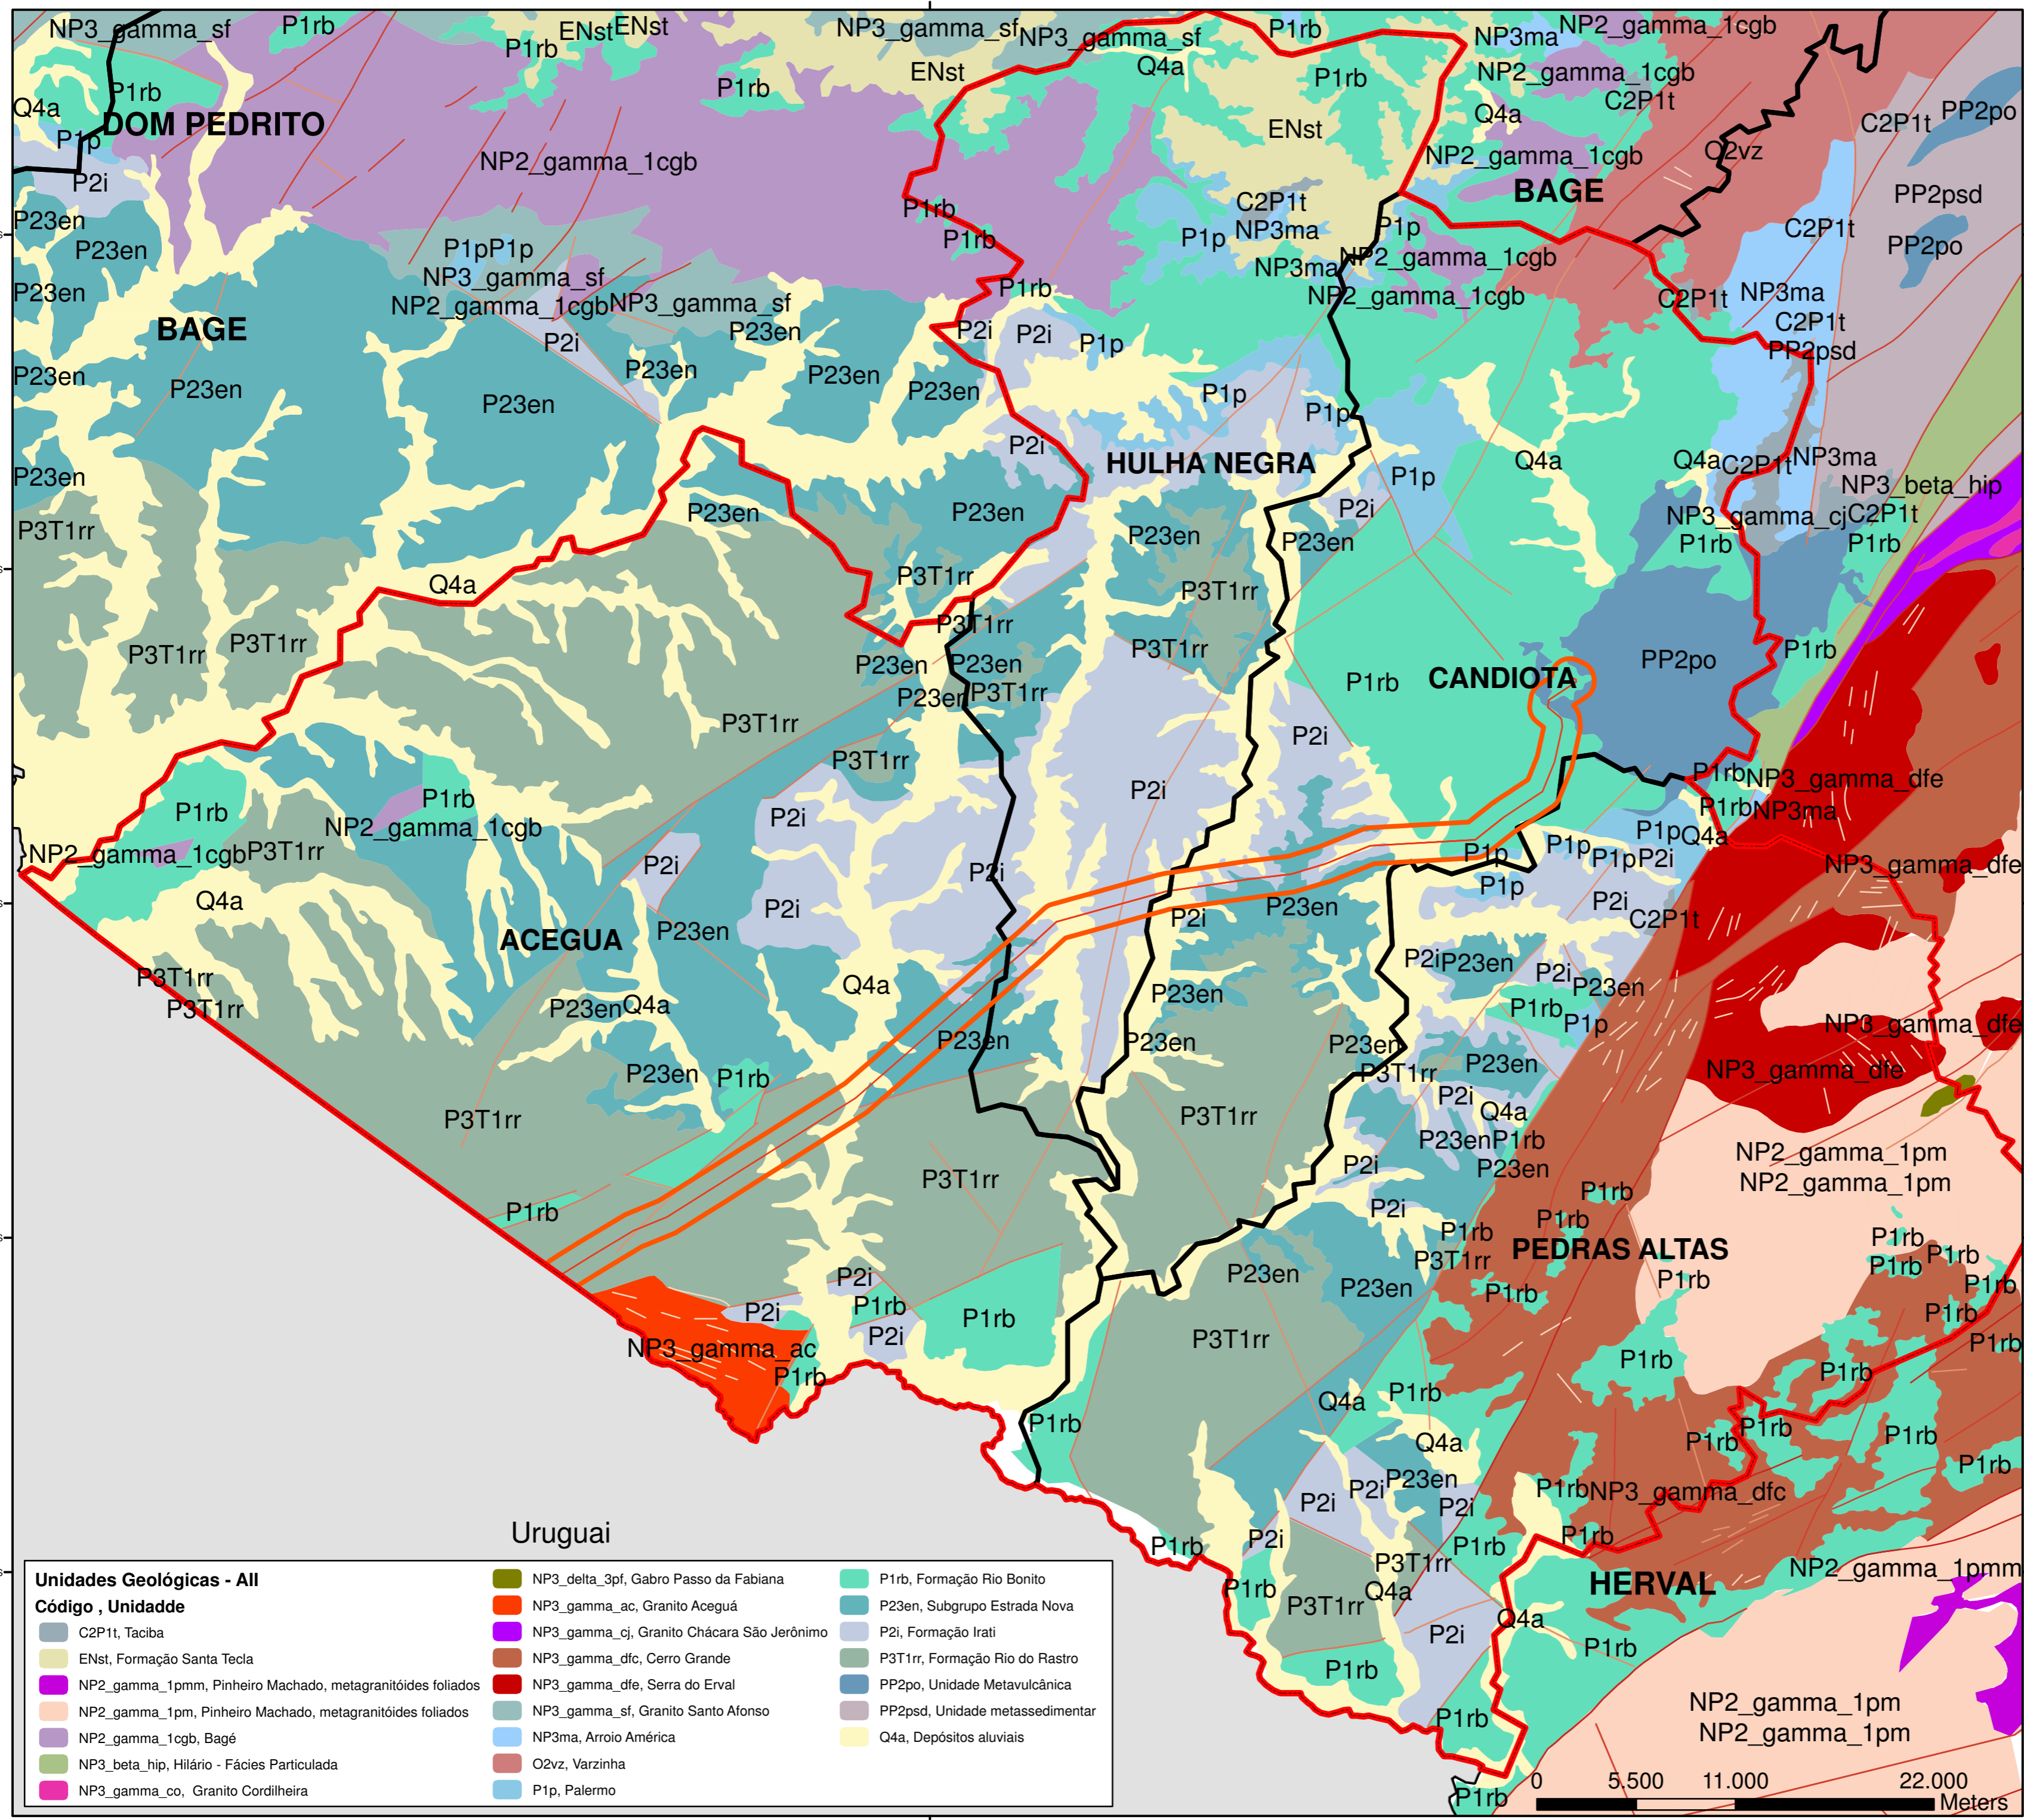 NP3_gamma_sf
P1rb
ENst
ENst
P1rb
NP3_gamma_sf
NP3_gamma_sf
P1rb
NP3ma
NP2_gamma_1cgb
ENst
Q4a
P1rb
NP2_gamma_1cgb
P1rb
P1rb
Q4a
C2P1t
Q4a
C2P1t
PP2po
DOM PEDRITO
ENst
P1p
NP2_gamma_1cgb
NP2_gamma_1cgb
O2vz
P2i
BAGE
PP2psd
P1rb
C2P1t
P23en
P1rb
P1p
NP3ma
P1p
C2P1t
P23en
P1p
P1p
PP2po
NP2_gamma_1cgb
NP3ma
NP3_gamma_sf
P23en
P1rb
NP2_gamma_1cgb
C2P1t
NP3ma
NP2_gamma_1cgb
NP3_gamma_sf
BAGE
P23en
P2i
P2i
P1p
C2P1t
P2i
PP2psd
P23en
P23en
P23en
P23en
P23en
P23en
P1p
P1p
P2i
HULHA NEGRA
Q4a
Q4a
C2P1t
NP3ma
P23en
P1p
NP3_beta_hip
P3T1rr
P23en
P23en
P2i
NP3_gamma_cj
C2P1t
P23en
P23en
P1rb
P1rb
Q4a
P3T1rr
P3T1rr
P3T1rr
P3T1rr
P3T1rr
P3T1rr
P1rb
P23en
P23en
PP2po
P1rb
CANDIOTA
P23en
P3T1rr
P3T1rr
P2i
P3T1rr
P1rb
NP3_gamma_dfe
P2i
P1rb
P1rb
P2i
P1rb
NP3ma
NP2_gamma_1cgb
P1p
Q4a
NP2_gamma_1cgb
P3T1rr
P1p
P1p
P1p
P2i
P2i
P2i
NP3_gamma_dfe
P1p
Q4a
P2i
P23en
P2i
P2i
C2P1t
ACEGUA
P23en
P2i
P23en
P2i
P3T1rr
Q4a
P23en
P23en
P3T1rr
P23en
Q4a
P1rb
P1p
NP3_gamma_dfe
P23en
P23en
P23en
P23en
P1rb
P23en
P3T1rr
NP3_gamma_dfe
P2i
P3T1rr
P3T1rr
Q4a
P23en
P1rb
NP2_gamma_1pm
P3T1rr
P2i
P23en
NP2_gamma_1pm
P1rb
P1rb
P2i
P1rb
P1rb
P1rb
PEDRAS ALTAS
P1rb
P3T1rr
P1rb
P2i
P23en
P23en
P1rb
P1rb
P1rb
P2i
P1rb
P1rb
P1rb
P2i
P3T1rr
P1rb
NP3_gamma_ac
P1rb
P1rb
P1rb
P1rb
Q4a
P1rb
P1rb
Q4a
P1rb
P1rb
P1rb
P1rb
P23en
P2i
P2i
P2i
P1rb
NP3_gamma_dfc
Uruguai
P2i
P1rb
P1rb
P1rb
P3T1rr
NP2_gamma_1pmm
P1rb
Q4a
HERVAL
P3T1rr
Q4a
P2i
P1rb
P1rb
NP2_gamma_1pm
P1rb
NP2_gamma_1pm
P1rb
Unidades Geológicas - AII
Código , Unidadde
C2P1t, Taciba
ENst, Formação Santa Tecla
NP2_gamma_1pmm, Pinheiro Machado, metagranitóides foliados
NP2_gamma_1pm, Pinheiro Machado, metagranitóides foliados
NP2_gamma_1cgb, Bagé
NP3_beta_hip, Hilário - Fácies Particulada
NP3_gamma_co, Granito Cordilheira
NP3_delta_3pf, Gabro Passo da Fabiana
NP3_gamma_ac, Granito Aceguá
NP3_gamma_cj, Granito Chácara São Jerônimo
NP3_gamma_dfc, Cerro Grande
NP3_gamma_dfe, Serra do Erval
NP3_gamma_sf, Granito Santo Afonso
NP3ma, Arroio América
O2vz, Varzinha
P1p, Palermo
P1rb, Formação Rio Bonito
P23en, Subgrupo Estrada Nova
P2i, Formação Irati
P3T1rr, Formação Rio do Rastro
PP2po, Unidade Metavulcânica
PP2psd, Unidade metassedimentar
Q4a, Depósitos aluviais
0 5.500 11.000 22.000
Meters